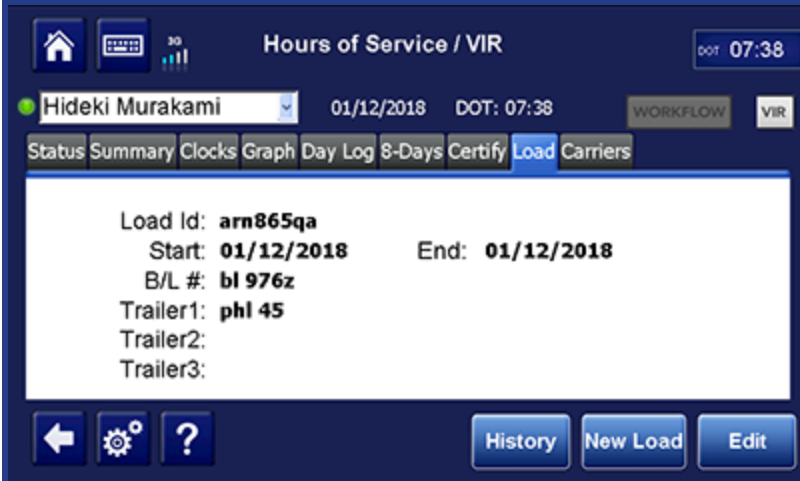 3G
Hours of Service / VIR
DOT 07:38
Hideki Murakami 01/12/2018 DOT: 07:38 WORKFLOW VIR
Status Summary Clocks Graph Day Log 8-Days Certify Load Carriers
Load Id: arn865qa
Start: 01/12/2018 End: 01/12/2018
B/L #: bl 976z
Trailer1: phl 45
Trailer2:
Trailer3:
? History New Load Edit